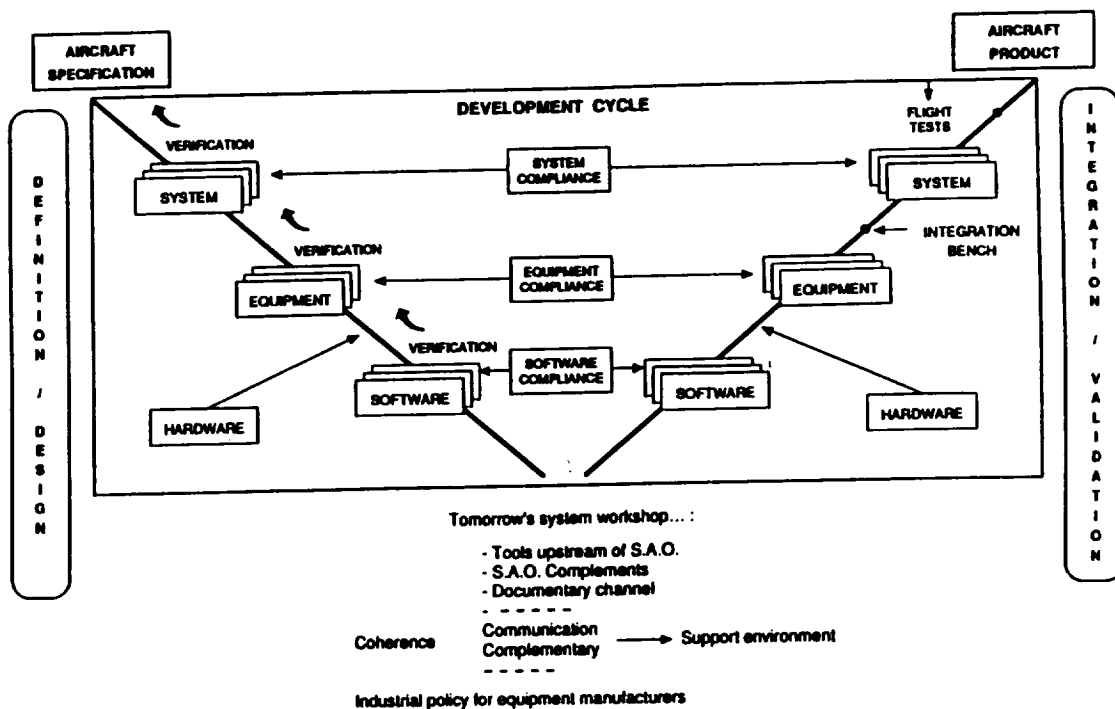 AIRCRAFT
SPECIFICATION
AIRCRAFT
PRODUCT
DEVELOPMENT CYCLE
FLIGHT
TESTS
VERIFICATION
SYSTEM
SYSTEM
COMPLIANCE
SYSTEM
INTEGRATION
BENCH
VERIFICATION
EQUIPMENT
EQUIPMENT
COMPLIANCE
EQUIPMENT
VERIFICATION
SOFTWARE
SOFTWARE
COMPLIANCE
SOFTWARE
HARDWARE
HARDWARE
DEFINITION / DESIGN
INTEGRATION / VALIDATION
Tomorrow's system workshop... :
- Tools upstream of S.A.O.
- S.A.O. Complements
- Documentary channel
- - - - - -
Coherence
Communication
Complementary
Support environment
- - - - -
Industrial policy for equipment manufacturers